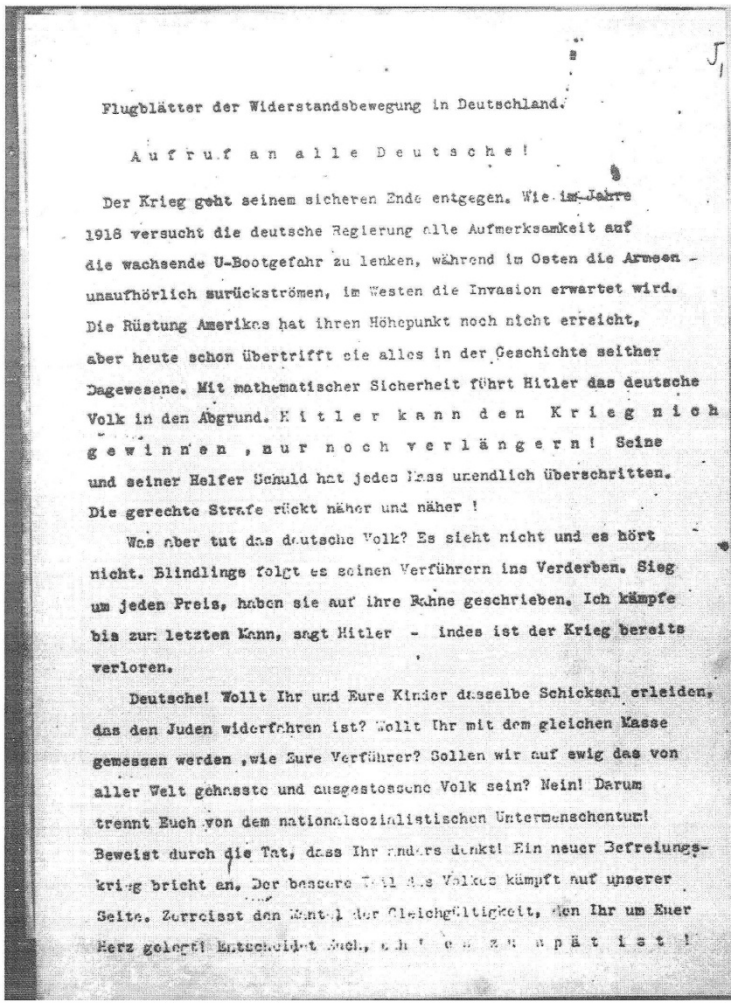 J1
Flugblätter der Widerstandsbewegung in Deutschland.
A u f r u f  a n  a l l e  D e u t s c h e !
Der Krieg geht seinem sicheren Ende entgegen. Wie im Jahre
1918 versucht die deutsche Regierung alle Aufmerksamkeit auf
die wachsende U-Bootgefahr zu lenken, während im Osten die Armeen -
unaufhörlich zurückströmen, im Westen die Invasion erwartet wird.
Die Rüstung Amerikas hat ihren Höhepunkt noch nicht erreicht,
aber heute schon übertrifft sie alles in der Geschichte seither
Dagewesene. Mit mathematischer Sicherheit führt Hitler das deutsche
Volk in den Abgrund. H i t l e r  k a n n  d e n  K r i e g  n i c h
g e w i n n e n , n u r  n o c h  v e r l ä n g e r n ! Seine
und seiner Helfer Schuld hat jedes Mass unendlich überschritten.
Die gerechte Strafe rückt näher und näher !
Was aber tut das deutsche Volk? Es sieht nicht und es hört
nicht. Blindlings folgt es seinen Verführern ins Verderben. Sieg
um jeden Preis, haben sie auf ihre Fahne geschrieben. Ich kämpfe
bis zum letzten Mann, sagt Hitler - indes ist der Krieg bereits
verloren.
Deutsche! Wollt Ihr und Eure Kinder dasselbe Schicksal erleiden,
das den Juden widerfahren ist? Wollt Ihr mit dem gleichen Masse
gemessen werden ,wie Eure Verführer? Sollen wir auf ewig das von
aller Welt gehasste und ausgestossene Volk sein? Nein! Darum
trennt Euch von dem nationalsozialistischen Untermenschentum!
Beweist durch die Tat, dass Ihr anders denkt! Ein neuer Befreiungs-
krieg bricht an. Der bessere Teil des Volkes kämpft auf unserer
Seite. Zerreisst den Mantel der Gleichgültigkeit, den Ihr um Euer
Herz gelegt! Entscheidet Euch, e h ' e s  z u  s p ä t  i s t !